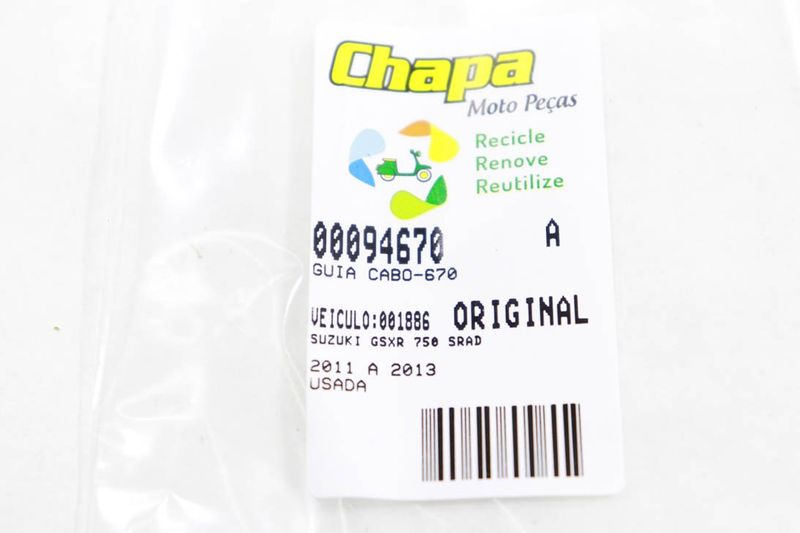 Chapa
Moto Peças
Recicle
Renove
Reutilize
00094670 A
GUIA CABO-670
VEICULO:001886 ORIGINAL
SUZUKI GSXR 750 SRAD
2011 A 2013
USADA